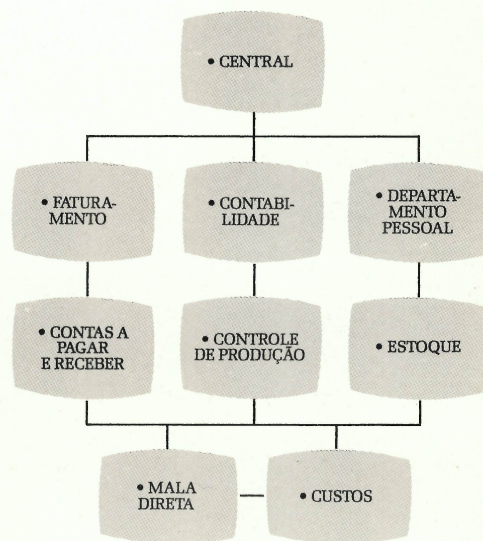 • CENTRAL
• FATURA-
MENTO
• CONTABI-
LIDADE
• DEPARTA-
MENTO
PESSOAL
• CONTAS A
PAGAR
E RECEBER
• CONTROLE
DE PRODUÇÃO
• ESTOQUE
• MALA
DIRETA
• CUSTOS